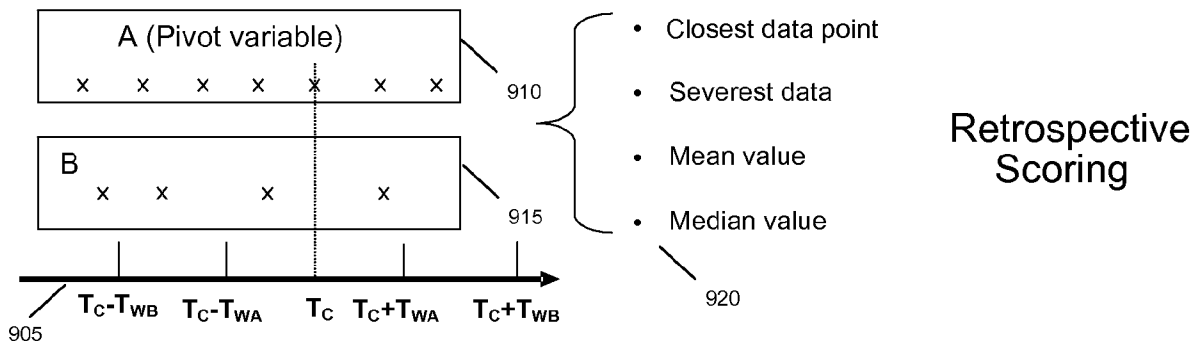 A (Pivot variable)
x x x x x x x
910
B
x x x x
915
T_C-T_WB T_C-T_WA T_C T_C+T_WA T_C+T_WB
905
• Closest data point
• Severest data
• Mean value
• Median value
920
Retrospective
Scoring